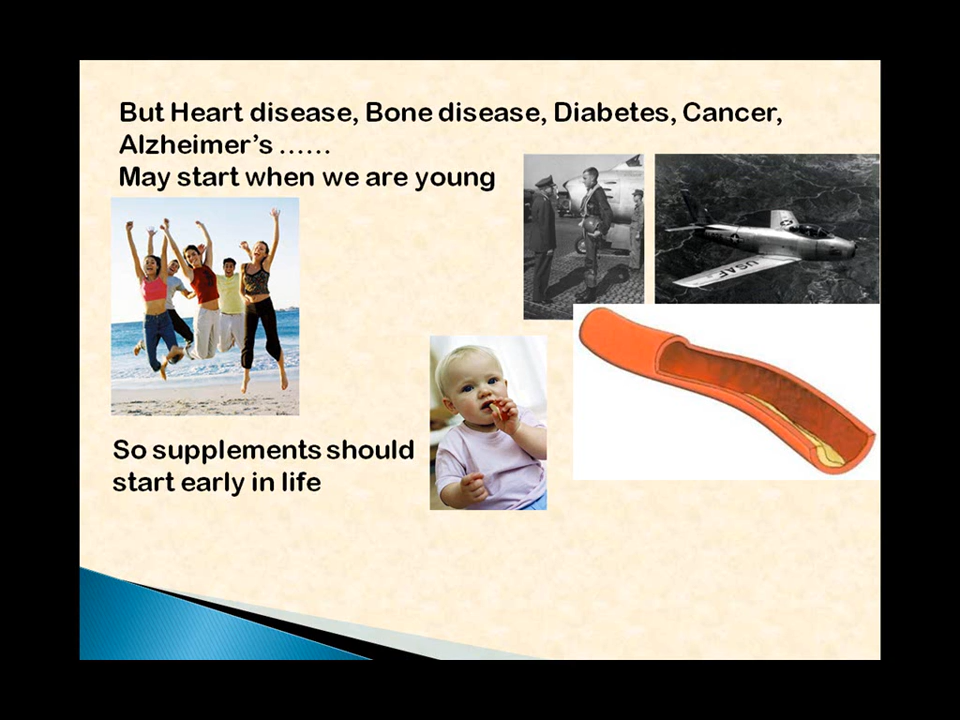 But Heart disease, Bone disease, Diabetes, Cancer,
Alzheimer’s ……
May start when we are young
USAF
So supplements should
start early in life